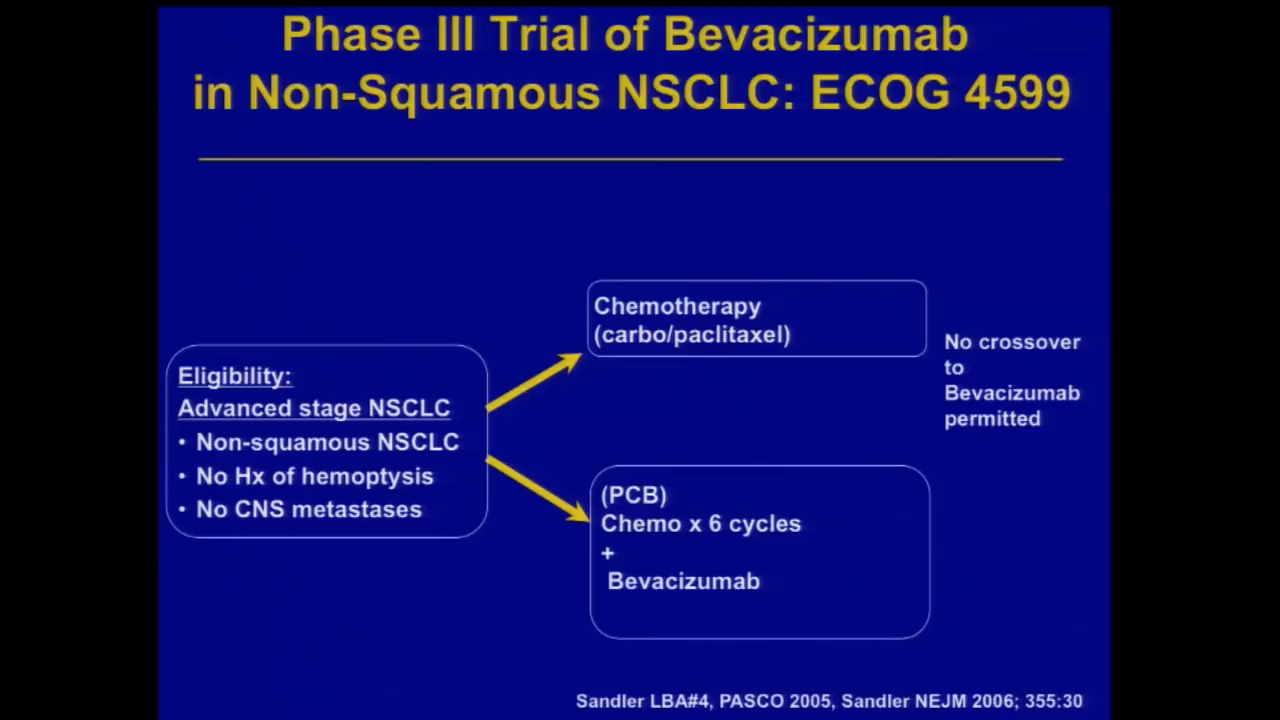 Phase III Trial of Bevacizumab
in Non-Squamous NSCLC: ECOG 4599
Eligibility:
Advanced stage NSCLC
• Non-squamous NSCLC
• No Hx of hemoptysis
• No CNS metastases
Chemotherapy
(carbo/paclitaxel)
(PCB)
Chemo x 6 cycles
+
Bevacizumab
No crossover
to
Bevacizumab
permitted
Sandler LBA#4, PASCO 2005, Sandler NEJM 2006; 355:30